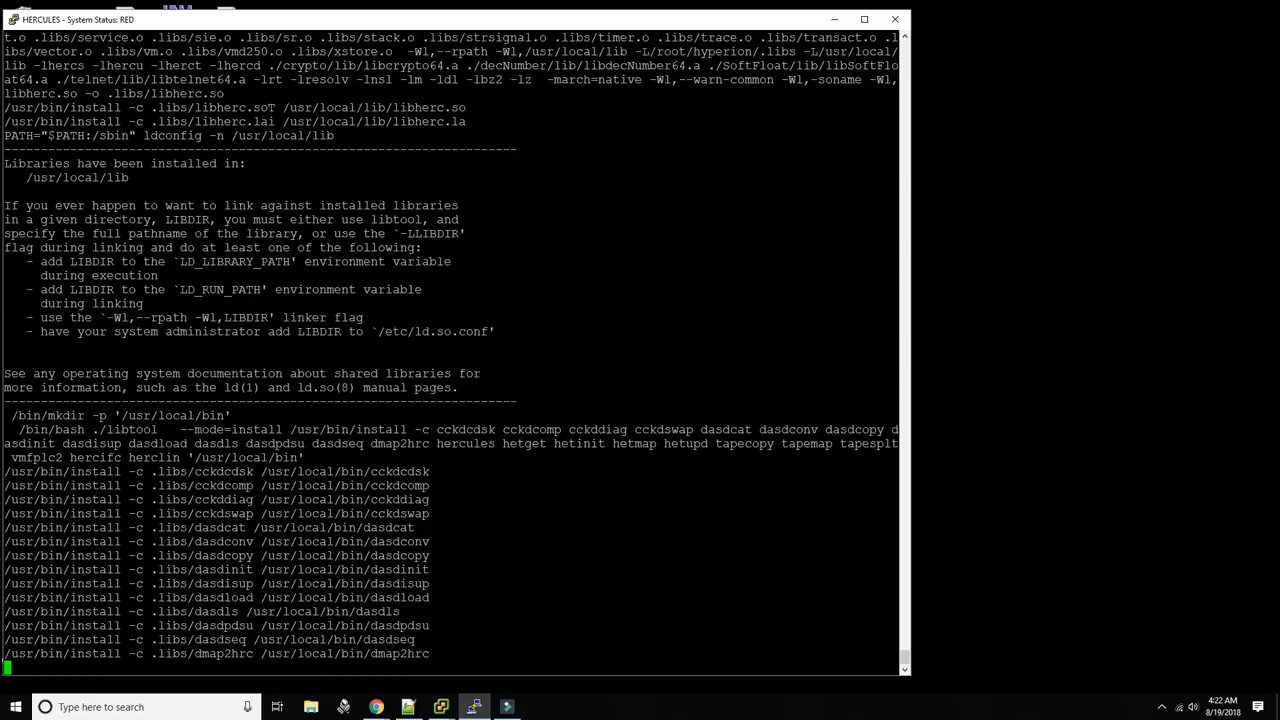 HERCULES - System Status: RED
t.o .libs/service.o .libs/sie.o .libs/sr.o .libs/stack.o .libs/strsignal.o .libs/timer.o .libs/trace.o .libs/transact.o .l
ibs/vector.o .libs/vm.o .libs/vmd250.o .libs/xstore.o  -Wl,--rpath -Wl,/usr/local/lib -L/root/hyperion/.libs -L/usr/local/
lib -lhercs -lhercu -lherct -lhercd ./crypto/lib/libcrypto64.a ./decNumber/lib/libdecNumber64.a ./SoftFloat/lib/libSoftFlo
at64.a ./telnet/lib/libtelnet64.a -lrt -lresolv -lnsl -lm -ldl -lbz2 -lz  -march=native -Wl,--warn-common -Wl,-soname -Wl,
libherc.so -o .libs/libherc.so
/usr/bin/install -c .libs/libherc.soT /usr/local/lib/libherc.so
/usr/bin/install -c .libs/libherc.lai /usr/local/lib/libherc.la
PATH="$PATH:/sbin" ldconfig -n /usr/local/lib
----------------------------------------------------------------------
Libraries have been installed in:
   /usr/local/lib
If you ever happen to want to link against installed libraries
in a given directory, LIBDIR, you must either use libtool, and
specify the full pathname of the library, or use the `-LLIBDIR'
flag during linking and do at least one of the following:
   - add LIBDIR to the `LD_LIBRARY_PATH' environment variable
     during execution
   - add LIBDIR to the `LD_RUN_PATH' environment variable
     during linking
   - use the `-Wl,--rpath -Wl,LIBDIR' linker flag
   - have your system administrator add LIBDIR to `/etc/ld.so.conf'
See any operating system documentation about shared libraries for
more information, such as the ld(1) and ld.so(8) manual pages.
----------------------------------------------------------------------
 /bin/mkdir -p '/usr/local/bin'
  /bin/bash ./libtool   --mode=install /usr/bin/install -c cckdcdsk cckdcomp cckddiag cckdswap dasdcat dasdconv dasdcopy d
asdinit dasdisup dasdload dasdls dasdpdsu dasdseq dmap2hrc hercules hetget hetinit hetmap hetupd tapecopy tapemap tapesplt
 vmfplc2 hercifc herclin '/usr/local/bin'
/usr/bin/install -c .libs/cckdcdsk /usr/local/bin/cckdcdsk
/usr/bin/install -c .libs/cckdcomp /usr/local/bin/cckdcomp
/usr/bin/install -c .libs/cckddiag /usr/local/bin/cckddiag
/usr/bin/install -c .libs/cckdswap /usr/local/bin/cckdswap
/usr/bin/install -c .libs/dasdcat /usr/local/bin/dasdcat
/usr/bin/install -c .libs/dasdconv /usr/local/bin/dasdconv
/usr/bin/install -c .libs/dasdcopy /usr/local/bin/dasdcopy
/usr/bin/install -c .libs/dasdinit /usr/local/bin/dasdinit
/usr/bin/install -c .libs/dasdisup /usr/local/bin/dasdisup
/usr/bin/install -c .libs/dasdload /usr/local/bin/dasdload
/usr/bin/install -c .libs/dasdls /usr/local/bin/dasdls
/usr/bin/install -c .libs/dasdpdsu /usr/local/bin/dasdpdsu
/usr/bin/install -c .libs/dasdseq /usr/local/bin/dasdseq
/usr/bin/install -c .libs/dmap2hrc /usr/local/bin/dmap2hrc
Type here to search
4:22 AM
8/19/2018